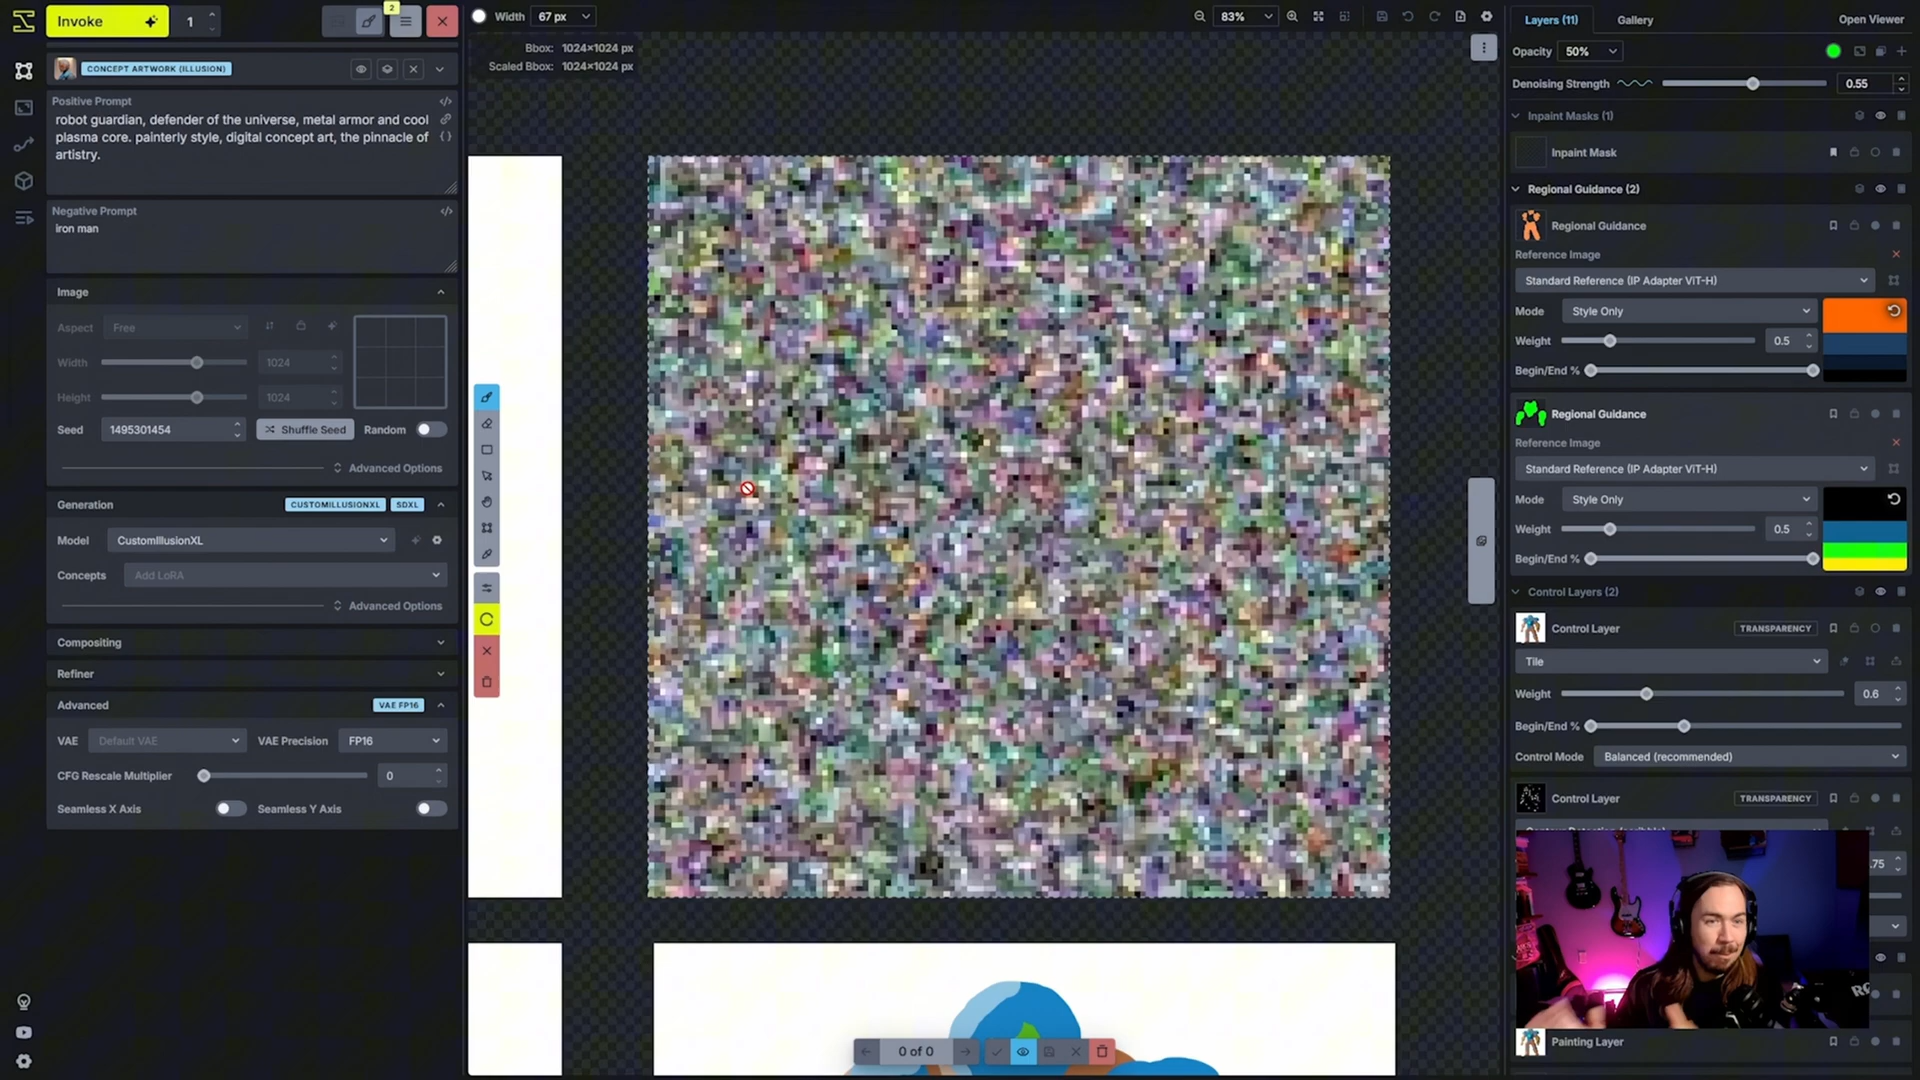 Invoke
1
2
Width 67 px
83%
Layers (11)
Gallery
Open Viewer
Bbox: 1024×1024 px
Scaled Bbox: 1024×1024 px
Opacity 50%
Denoising Strength 0.55
CONCEPT ARTWORK (ILLUSION)
Positive Prompt
robot guardian, defender of the universe, metal armor and cool
plasma core. painterly style, digital concept art, the pinnacle of
artistry.
Negative Prompt
iron man
Image
Aspect Free
Width 1024
Height 1024
Seed 1495301454 Shuffle Seed Random
Advanced Options
Generation CUSTOMILLUSIONXL SDXL
Model CustomIllusionXL
Concepts Add LoRA
Advanced Options
Compositing
Refiner
Advanced VAE FP16
VAE Default VAE VAE Precision FP16
CFG Rescale Multiplier 0
Seamless X Axis Seamless Y Axis
0 of 0
Inpaint Masks (1)
Inpaint Mask
Regional Guidance (2)
Regional Guidance
Reference Image
Standard Reference (IP Adapter ViT-H)
Mode Style Only
Weight 0.5
Begin/End %
Regional Guidance
Reference Image
Standard Reference (IP Adapter ViT-H)
Mode Style Only
Weight 0.5
Begin/End %
Control Layers (2)
Control Layer TRANSPARENCY
Tile
Weight 0.6
Begin/End %
Control Mode Balanced (recommended)
Control Layer TRANSPARENCY
.75
Painting Layer